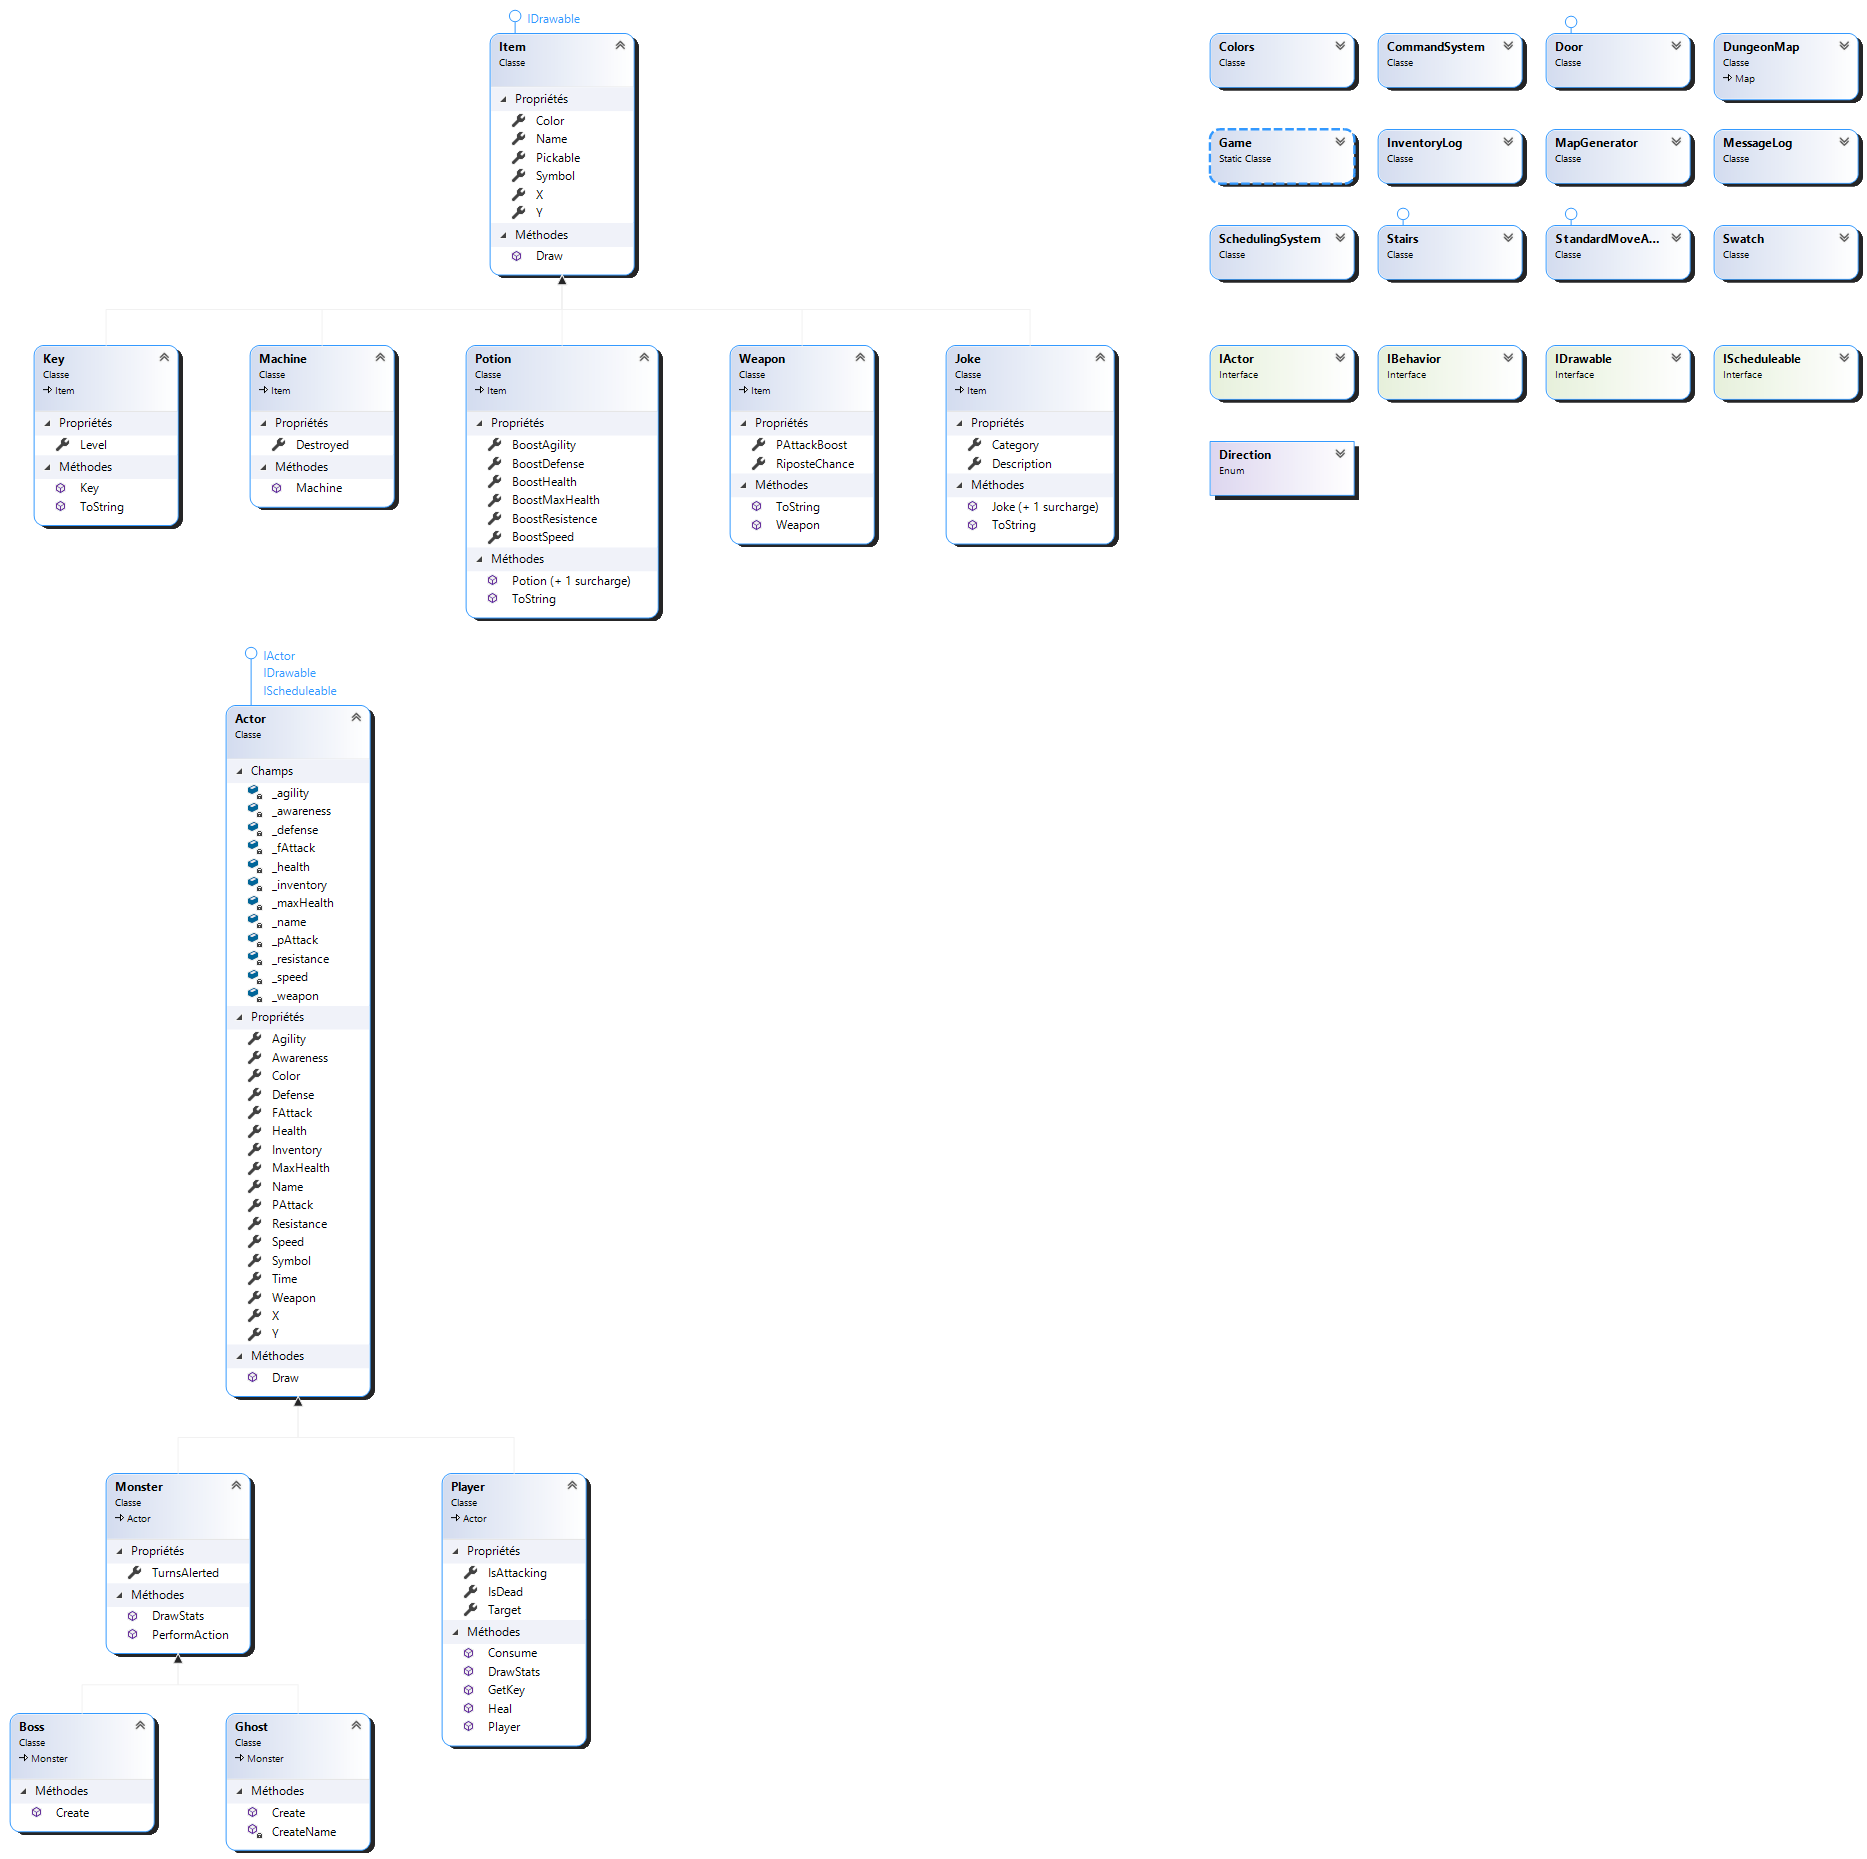 IDrawable
Item
Classe
Propriétés
Color
Name
Pickable
Symbol
X
Y
Méthodes
Draw
Colors
Classe
CommandSystem
Classe
Door
Classe
DungeonMap
Classe
Map
Game
Static Classe
InventoryLog
Classe
MapGenerator
Classe
MessageLog
Classe
SchedulingSystem
Classe
Stairs
Classe
StandardMoveA...
Classe
Swatch
Classe
IActor
Interface
IBehavior
Interface
IDrawable
Interface
IScheduleable
Interface
Direction
Enum
Key
Classe
Item
Propriétés
Level
Méthodes
Key
ToString
Machine
Classe
Item
Propriétés
Destroyed
Méthodes
Machine
Potion
Classe
Item
Propriétés
BoostAgility
BoostDefense
BoostHealth
BoostMaxHealth
BoostResistence
BoostSpeed
Méthodes
Potion (+ 1 surcharge)
ToString
Weapon
Classe
Item
Propriétés
PAttackBoost
RiposteChance
Méthodes
ToString
Weapon
Joke
Classe
Item
Propriétés
Category
Description
Méthodes
Joke (+ 1 surcharge)
ToString
IActor
IDrawable
IScheduleable
Actor
Classe
Champs
_agility
_awareness
_defense
_fAttack
_health
_inventory
_maxHealth
_name
_pAttack
_resistance
_speed
_weapon
Propriétés
Agility
Awareness
Color
Defense
FAttack
Health
Inventory
MaxHealth
Name
PAttack
Resistance
Speed
Symbol
Time
Weapon
X
Y
Méthodes
Draw
Monster
Classe
Actor
Propriétés
TurnsAlerted
Méthodes
DrawStats
PerformAction
Player
Classe
Actor
Propriétés
IsAttacking
IsDead
Target
Méthodes
Consume
DrawStats
GetKey
Heal
Player
Boss
Classe
Monster
Méthodes
Create
Ghost
Classe
Monster
Méthodes
Create
CreateName